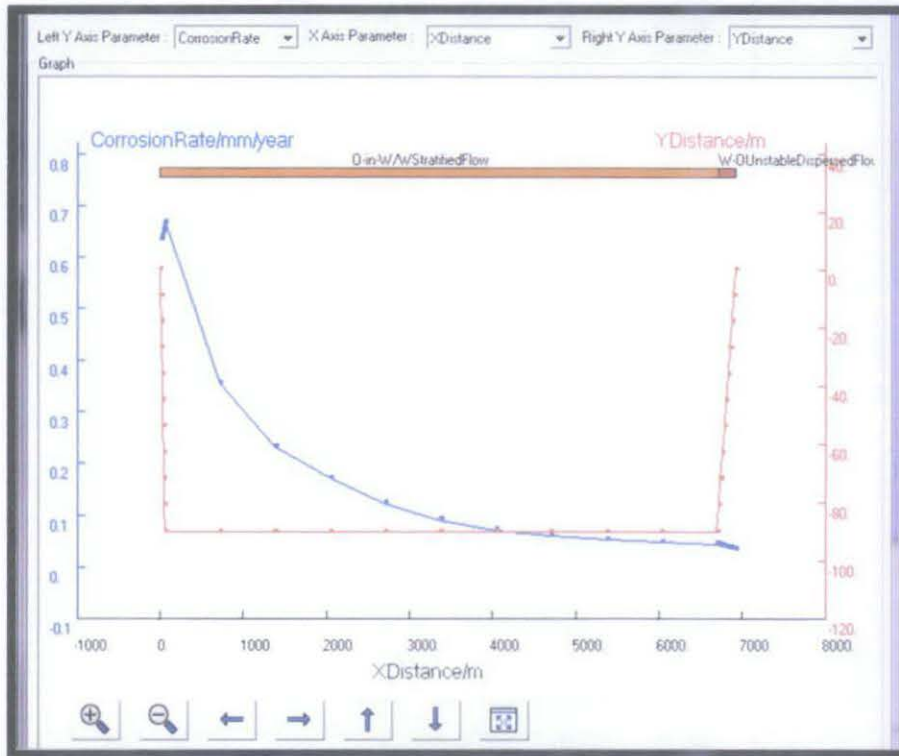 Left Y Axis Parameter : CorrosionRate X Axis Parameter : XDistance Right Y Axis Parameter : YDistance
Graph
CorrosionRate/mm/year YDistance/m
O-in-W/WStratifiedFlow W-OUnstableDispersedFlo
0.8 40.
0.7 20.
0.6 0.
0.5 -20.
0.4 -40.
0.3 -60.
0.2 -80.
0.1 -100.
0. -120.
-0.1
-1000. 0. 1000. 2000. 3000. 4000. 5000. 6000. 7000. 8000.
XDistance/m